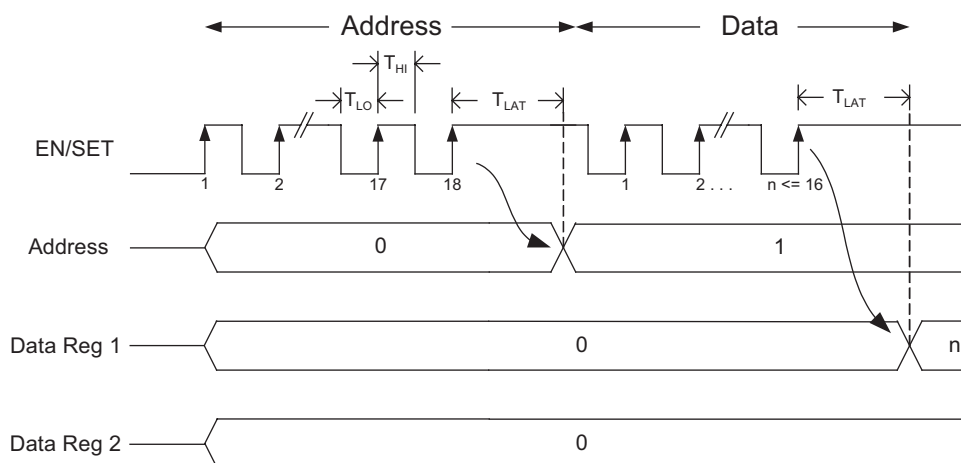 Address Data
T_HI
T_LO T_LAT T_LAT
EN/SET
1 2 17 18 1 2 . . . n <= 16
Address 0 1
Data Reg 1 0 n
Data Reg 2 0